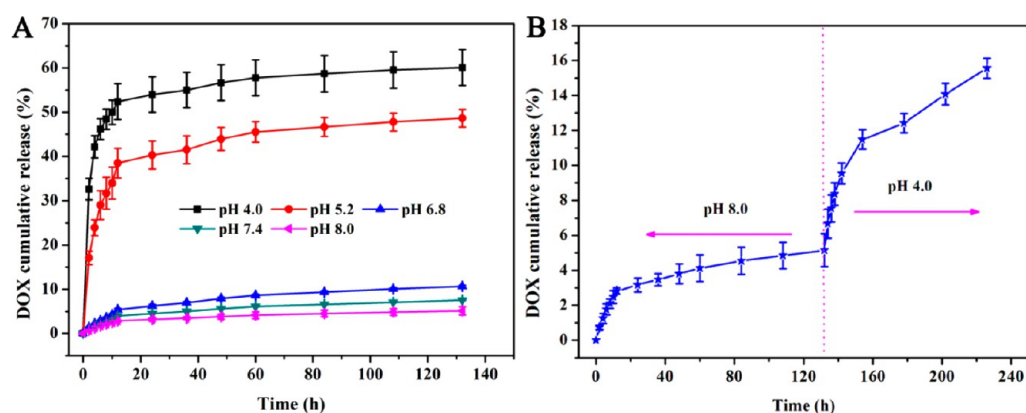 A
DOX cumulative release (%)
70
60
50
40
30
20
10
0
pH 4.0 pH 5.2 pH 6.8
pH 7.4 pH 8.0
0 20 40 60 80 100 120 140
Time (h)
B
DOX cumulative release (%)
18
16
14
12
10
8
6
4
2
0
pH 4.0
pH 8.0
0 40 80 120 160 200 240
Time (h)